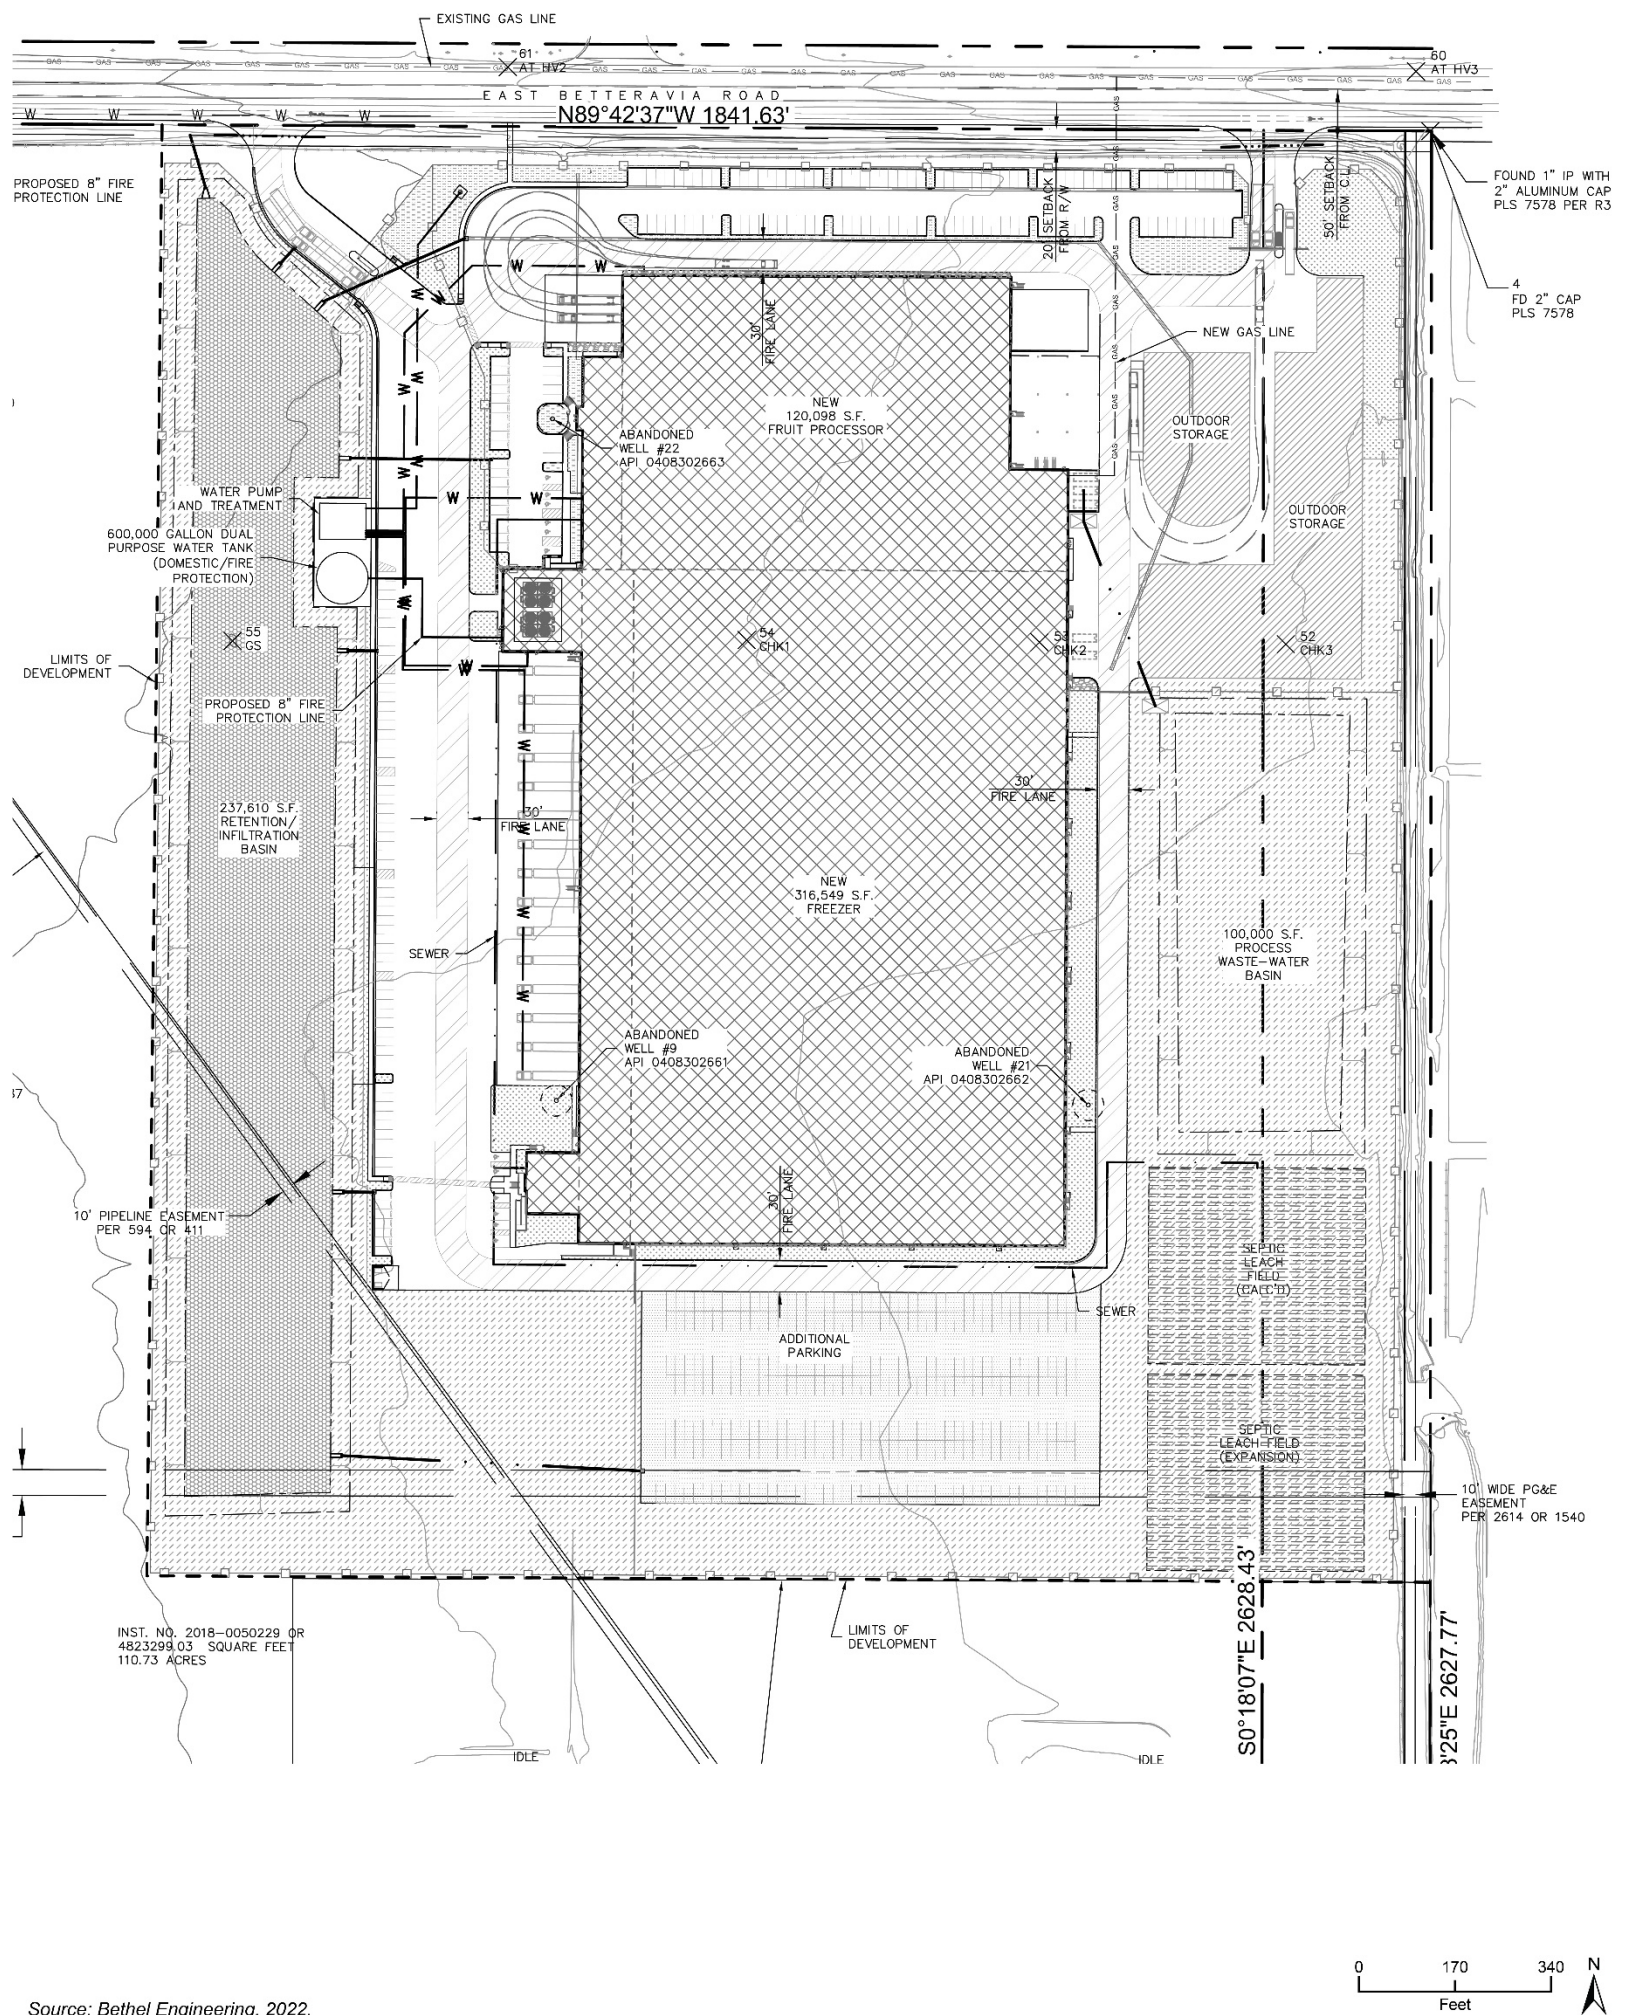 EXISTING GAS LINE
61
AT HV2
60
AT HV3
EAST BETTERAVIA ROAD
N89°42'37"W 1841.63'
PROPOSED 8" FIRE
PROTECTION LINE
FOUND 1" IP WITH
2" ALUMINUM CAP
PLS 7578 PER R3
20' SETBACK
FROM R/W
50' SETBACK
FROM C.L.
4
FD 2" CAP
PLS 7578
30'
FIRE LANE
NEW GAS LINE
NEW
120,098 S.F.
FRUIT PROCESSOR
OUTDOOR
STORAGE
ABANDONED
WELL #22
API 0408302663
WATER PUMP
AND TREATMENT
OUTDOOR
STORAGE
600,000 GALLON DUAL
PURPOSE WATER TANK
(DOMESTIC/FIRE
PROTECTION)
55
GS
54
CHK1
53
CHK2
52
CHK3
LIMITS OF
DEVELOPMENT
PROPOSED 8" FIRE
PROTECTION LINE
237,610 S.F.
RETENTION/
INFILTRATION
BASIN
30'
FIRE LANE
30'
FIRE LANE
NEW
316,549 S.F.
FREEZER
SEWER
100,000 S.F.
PROCESS
WASTE-WATER
BASIN
ABANDONED
WELL #9
API 0408302661
ABANDONED
WELL #21
API 0408302662
37
10' PIPELINE EASEMENT
PER 594 OR 411
30'
FIRE LANE
SEPTIC
LEACH
FIELD
(CALC'D)
SEWER
ADDITIONAL
PARKING
SEPTIC
LEACH FIELD
(EXPANSION)
10' WIDE PG&E
EASEMENT
PER 2614 OR 1540
S0°18'07"E 2628.43'
3'25"E 2627.77'
LIMITS OF
DEVELOPMENT
INST. NO. 2018-0050229 OR
4823299.03 SQUARE FEET
110.73 ACRES
IDLE
IDLE
0 170 340
Feet
N
Source: Bethel Engineering, 2022.